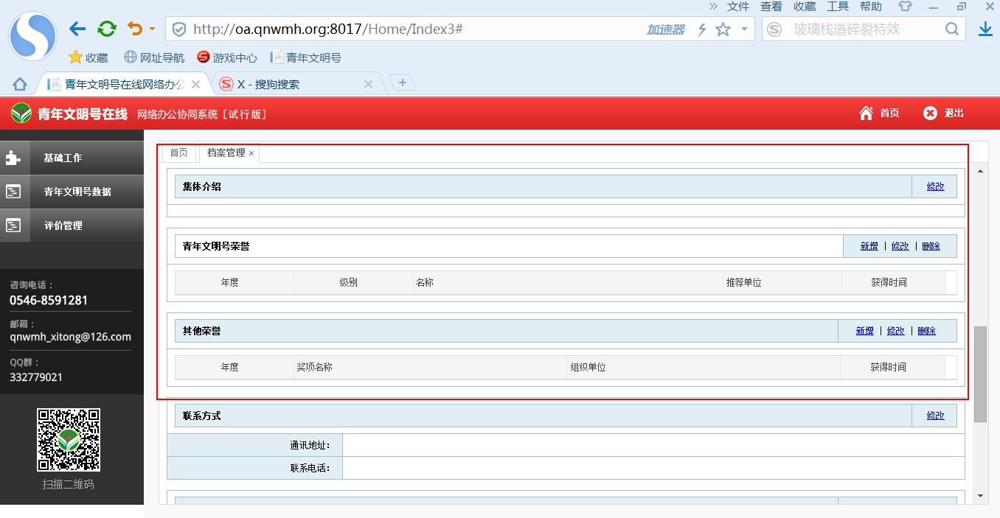 文件 查看 收藏 工具 帮助
http://oa.qnwmh.org:8017/Home/Index3#
加速器
玻璃栈道碎裂特效
收藏 网址导航 游戏中心 青年文明号
青年文明号在线网络办公
X - 搜狗搜索
青年文明号在线 网络办公协同系统 [试行版]
首页 退出
基础工作
青年文明号数据
评价管理
咨询电话：
0546-8591281
邮箱：
qnwmh_xitong@126.com
QQ群：
332779021
扫描二维码
首页 档案管理 ×
集体介绍 修改
青年文明号荣誉 新增 | 修改 | 删除
年度 级别 名称 推荐单位 获得时间
其他荣誉 新增 | 修改 | 删除
年度 奖项名称 组织单位 获得时间
联系方式 修改
通讯地址:
联系电话: